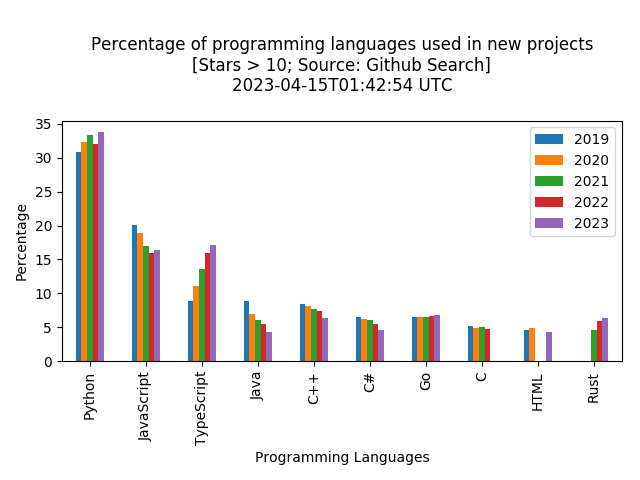 Percentage of programming languages used in new projects
[Stars > 10; Source: Github Search]
2023-04-15T01:42:54 UTC
35
30
25
20
15
10
5
0
Percentage
2019
2020
2021
2022
2023
Python
JavaScript
TypeScript
Java
C++
C#
Go
C
HTML
Rust
Programming Languages